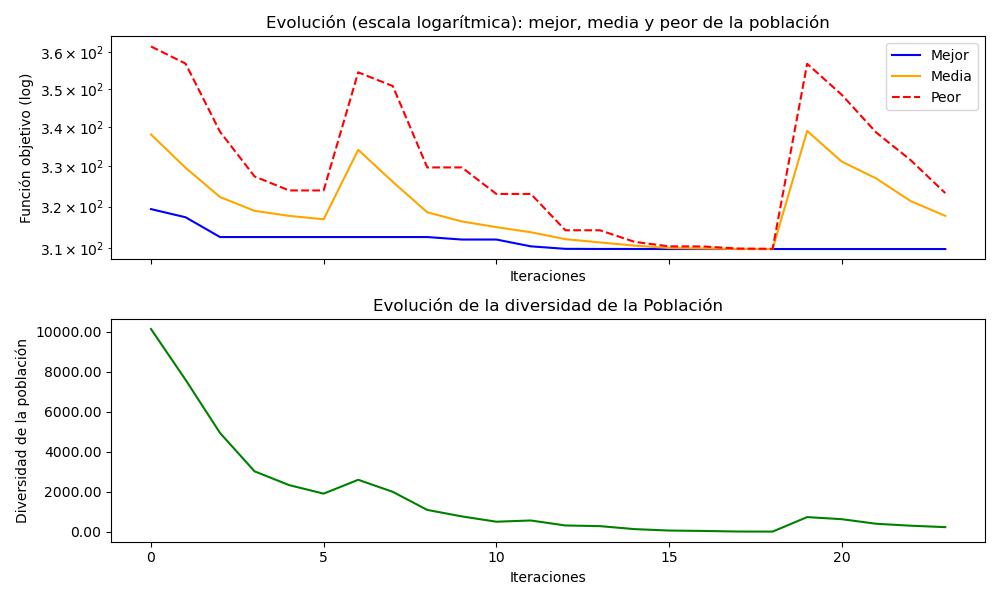 Evolución (escala logarítmica): mejor, media y peor de la población
Función objetivo (log)
3.6 × 10²
3.5 × 10²
3.4 × 10²
3.3 × 10²
3.2 × 10²
3.1 × 10²
Mejor
Media
Peor
Iteraciones
Evolución de la diversidad de la Población
Diversidad de la población
10000.00
8000.00
6000.00
4000.00
2000.00
0.00
0 5 10 15 20
Iteraciones